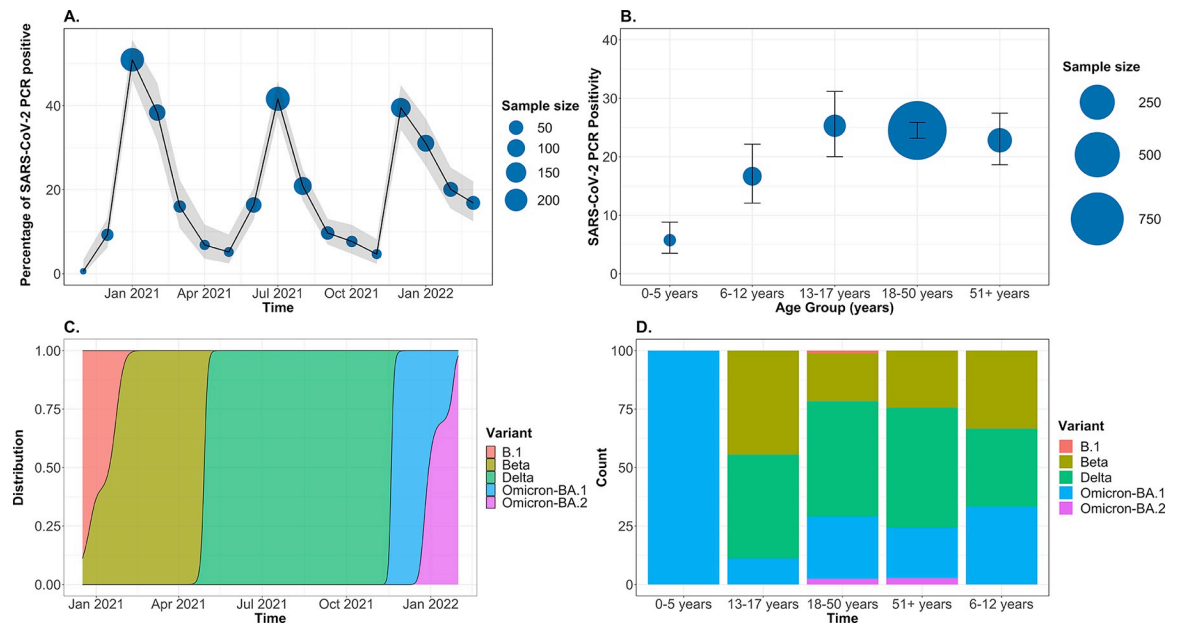 A.
Percentage of SARS-CoV-2 PCR positive
40
20
0
Jan 2021 Apr 2021 Jul 2021 Oct 2021 Jan 2022
Time
Sample size
50
100
150
200
B.
SARS-CoV-2 PCR Positivity
40
30
20
10
0
0-5 years 6-12 years 13-17 years 18-50 years 51+ years
Age Group (years)
Sample size
250
500
750
C.
Distribution
1.00
0.75
0.50
0.25
0.00
Jan 2021 Apr 2021 Jul 2021 Oct 2021 Jan 2022
Time
Variant
B.1
Beta
Delta
Omicron-BA.1
Omicron-BA.2
D.
Count
100
75
50
25
0
0-5 years 13-17 years 18-50 years 51+ years 6-12 years
Time
Variant
B.1
Beta
Delta
Omicron-BA.1
Omicron-BA.2